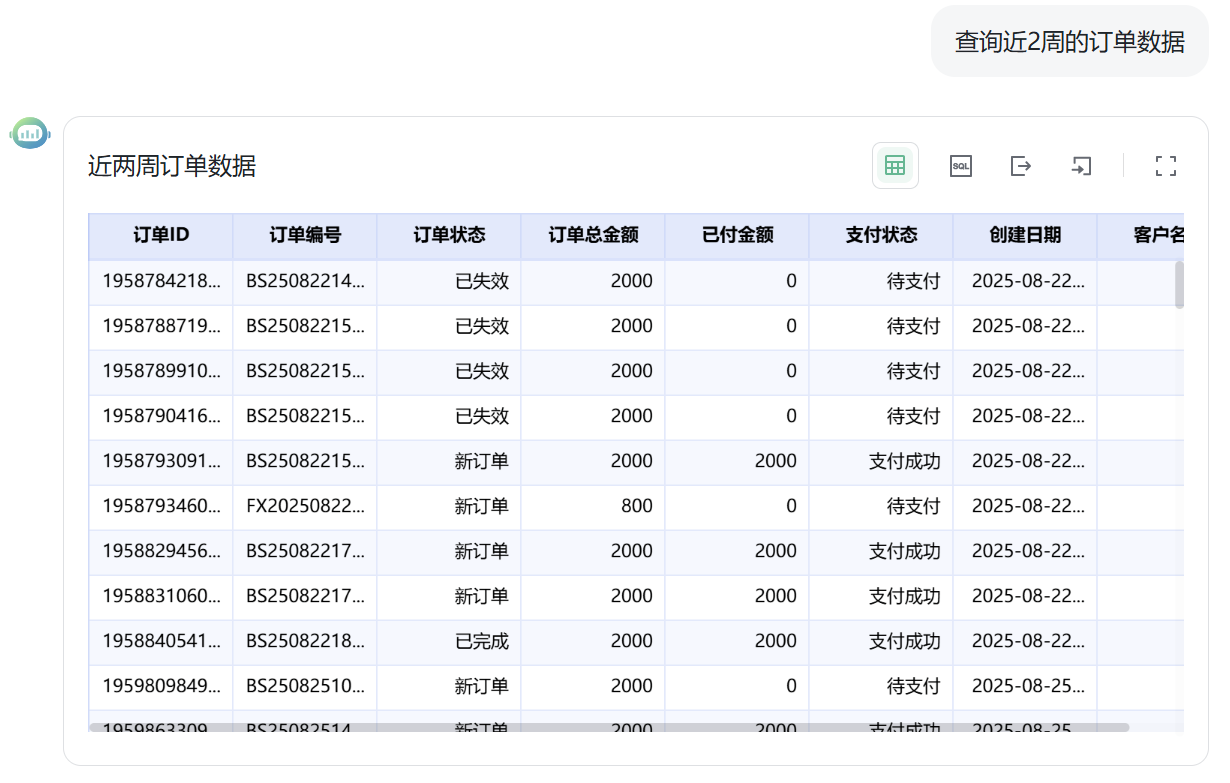 查询近2周的订单数据
近两周订单数据
SQL
订单ID 订单编号 订单状态 订单总金额 已付金额 支付状态 创建日期 客户名
1958784218... BS25082214... 已失效 2000 0 待支付 2025-08-22...
1958788719... BS25082215... 已失效 2000 0 待支付 2025-08-22...
1958789910... BS25082215... 已失效 2000 0 待支付 2025-08-22...
1958790416... BS25082215... 已失效 2000 0 待支付 2025-08-22...
1958793091... BS25082215... 新订单 2000 2000 支付成功 2025-08-22...
1958793460... FX20250822... 新订单 800 0 待支付 2025-08-22...
1958829456... BS25082217... 新订单 2000 2000 支付成功 2025-08-22...
1958831060... BS25082217... 新订单 2000 2000 支付成功 2025-08-22...
1958840541... BS25082218... 已完成 2000 2000 支付成功 2025-08-22...
1959809849... BS25082510... 新订单 2000 0 待支付 2025-08-25...
1959863309... BS25082514... 新订单 2000 2000 支付成功 2025-08-25...